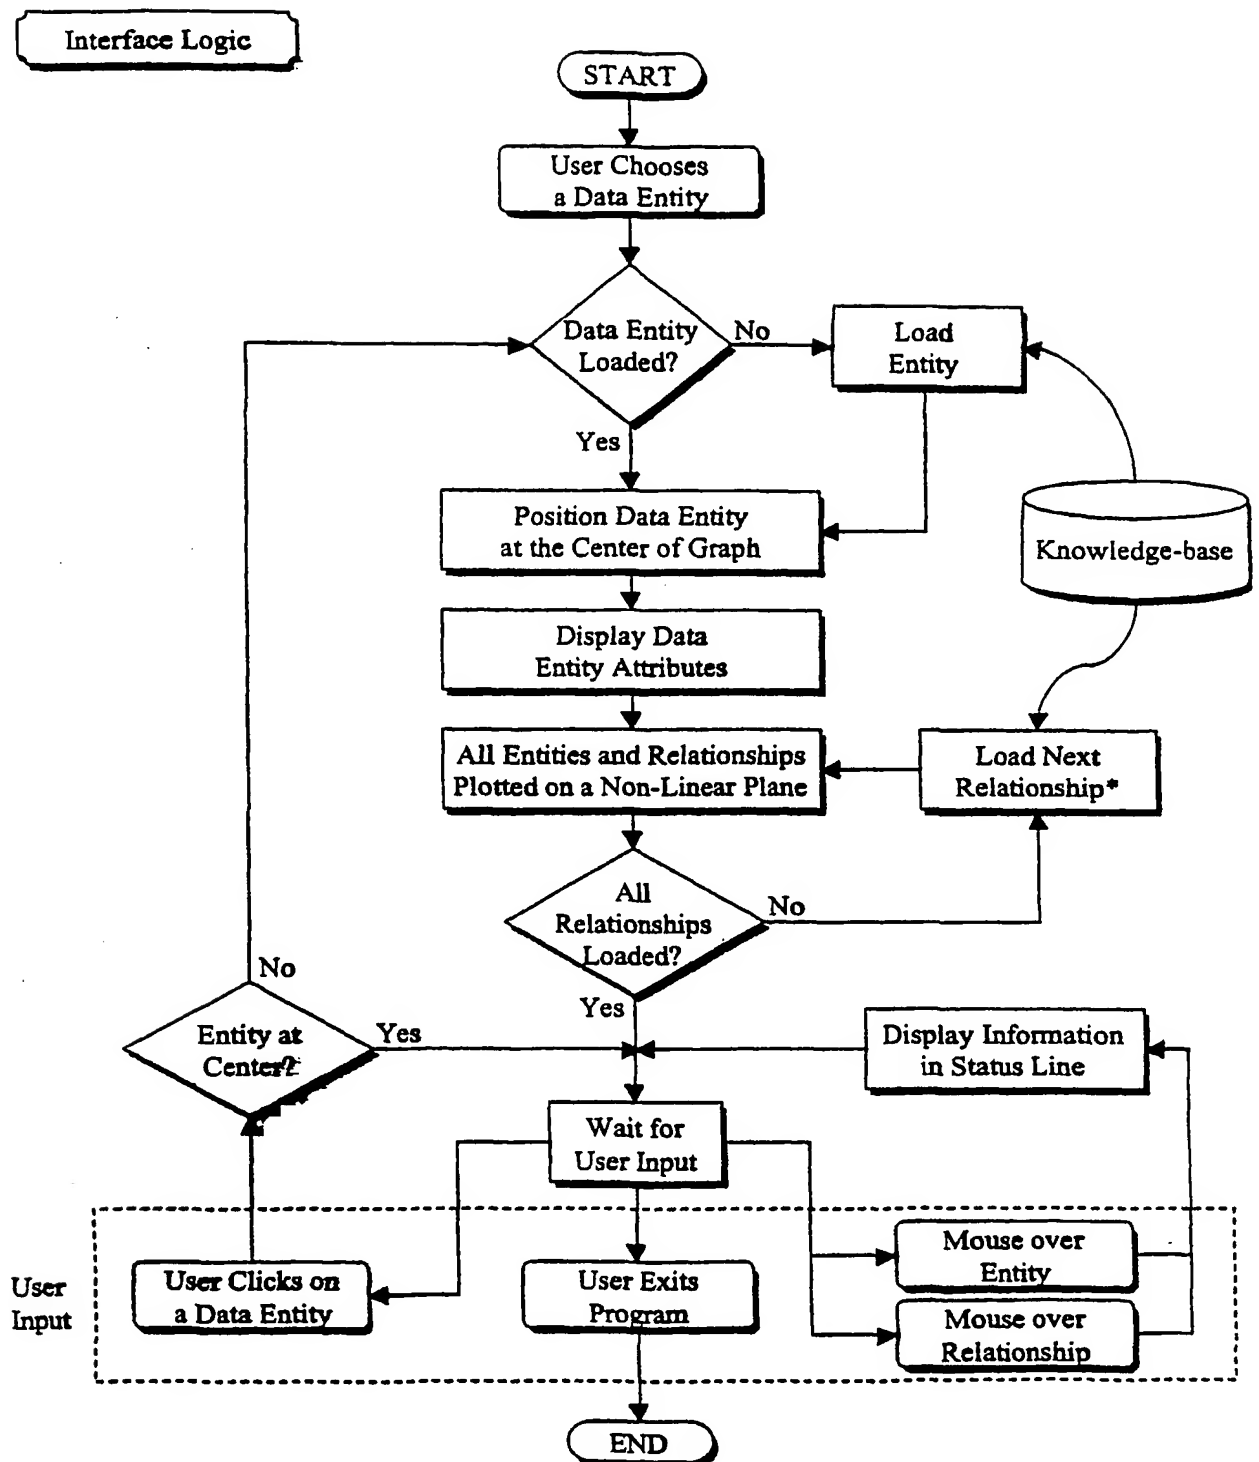 Interface Logic
START
User Chooses
a Data Entity
Data Entity
Loaded?
No
Load
Entity
Yes
Position Data Entity
at the Center of Graph
Knowledge-base
Display Data
Entity Attributes
All Entities and Relationships
Plotted on a Non-Linear Plane
Load Next
Relationship*
All
Relationships
Loaded?
No
Yes
No
Entity at
Center?
Yes
Display Information
in Status Line
Wait for
User Input
User
Input
User Clicks on
a Data Entity
User Exits
Program
Mouse over
Entity
Mouse over
Relationship
END